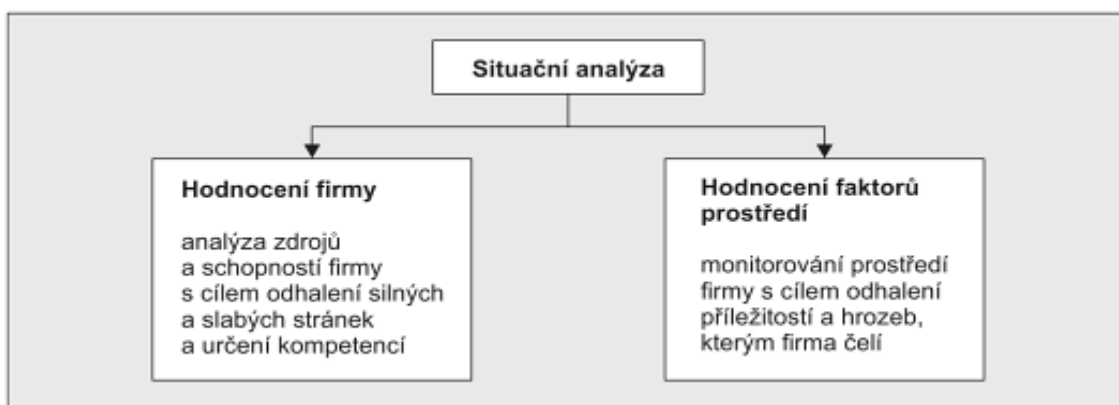 Situační analýza
Hodnocení firmy
analýza zdrojů
a schopností firmy
s cílem odhalení silných
a slabých stránek
a určení kompetencí
Hodnocení faktorů
prostředí
monitorování prostředí
firmy s cílem odhalení
příležitostí a hrozeb,
kterým firma čelí